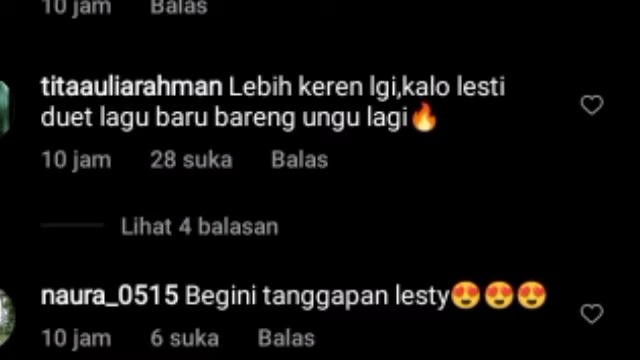 10 jam Balas
titaauliarahman Lebih keren lgi,kalo lesti
duet lagu baru bareng ungu lagi🔥
10 jam 28 suka Balas
Lihat 4 balasan
naura_0515 Begini tanggapan lesty😍😍😍
10 jam 6 suka Balas